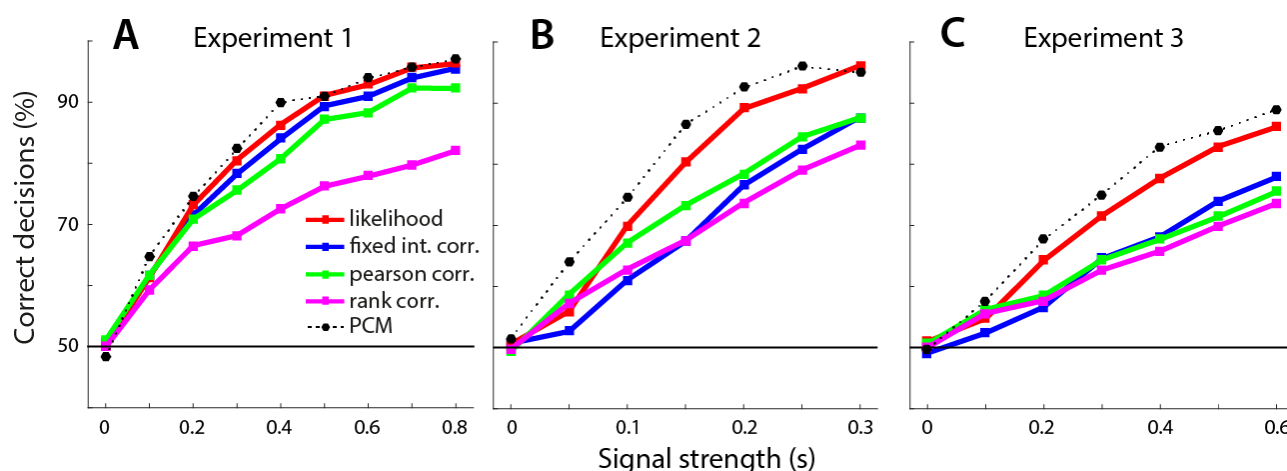 A Experiment 1
B Experiment 2
C Experiment 3
Correct decisions (%)
90
70
50
likelihood
fixed int. corr.
pearson corr.
rank corr.
PCM
0 0.2 0.4 0.6 0.8
0 0.1 0.2 0.3
0 0.2 0.4 0.6
Signal strength (s)